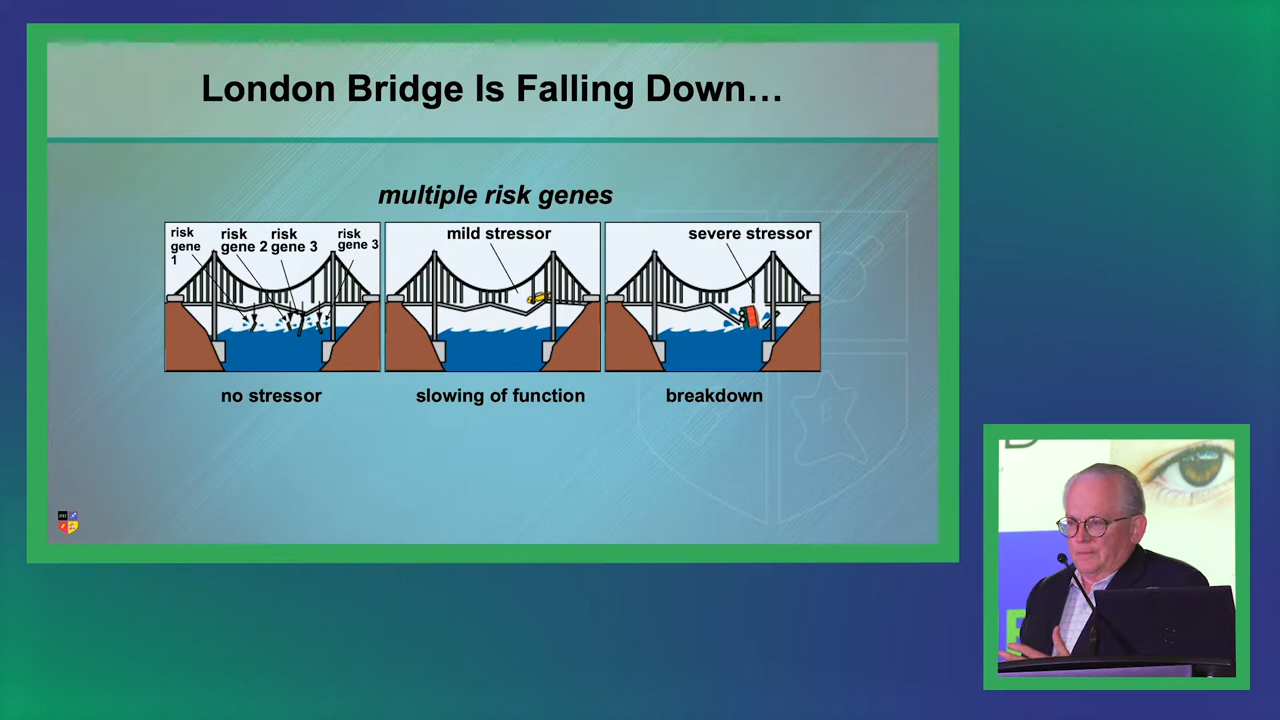 London Bridge Is Falling Down…
multiple risk genes
risk
gene
1
risk
gene 2
risk
gene 3
risk
gene 3
mild stressor
severe stressor
no stressor
slowing of function
breakdown